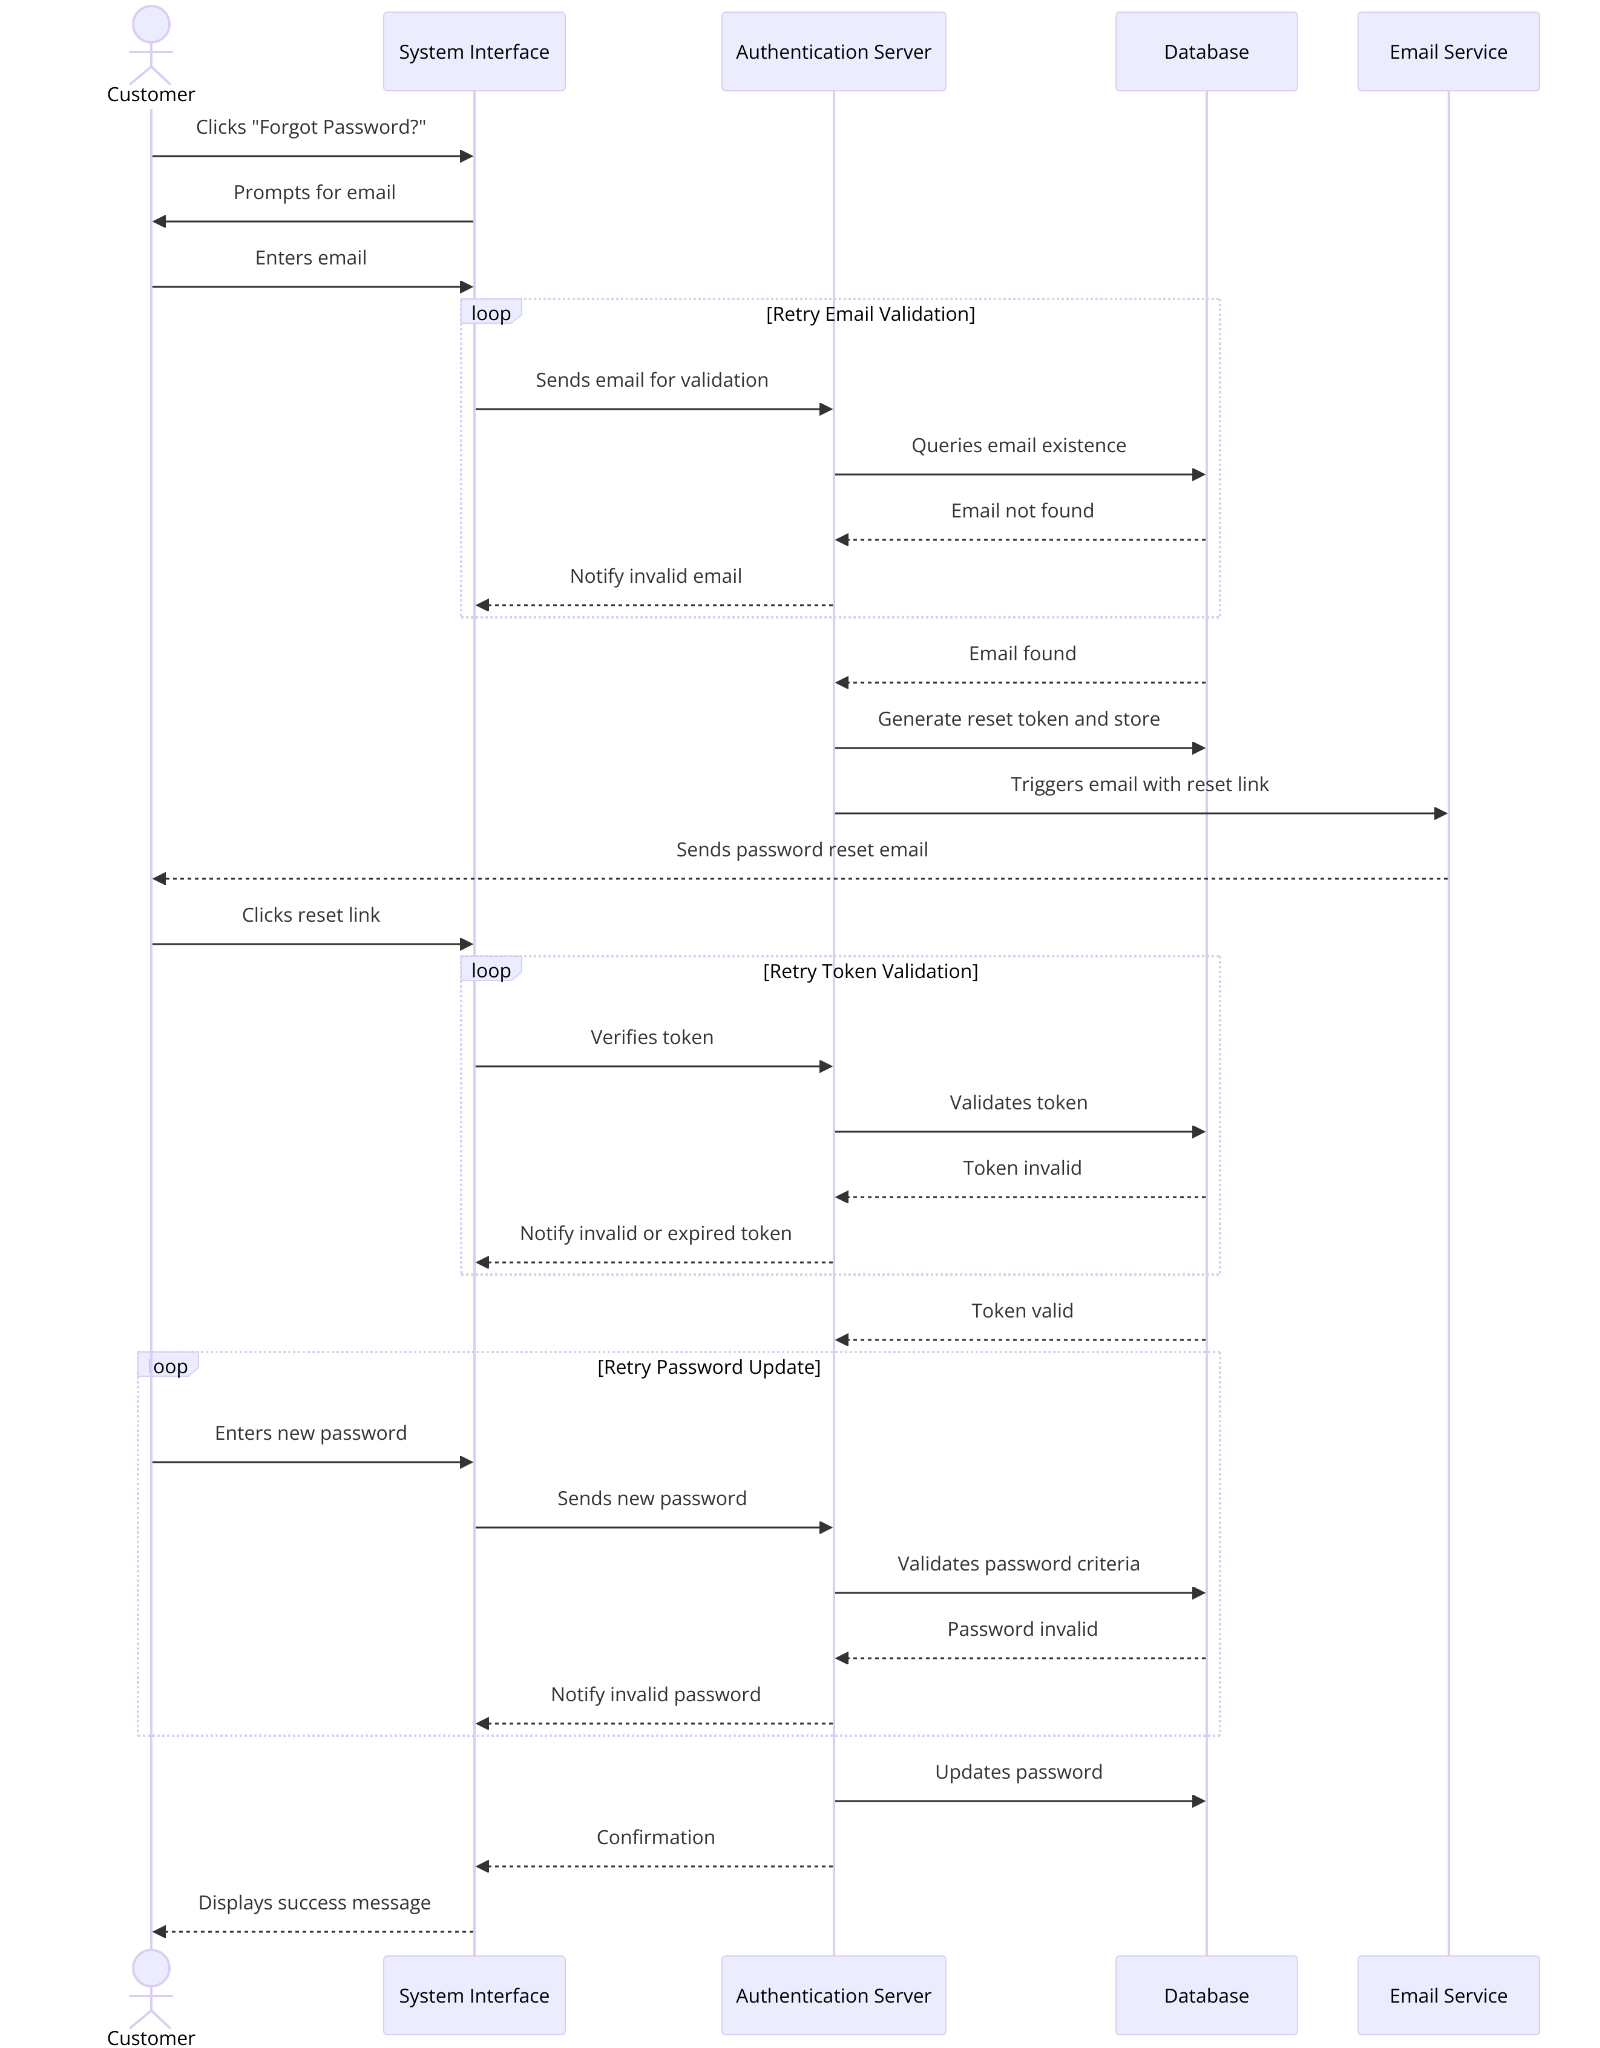 Customer
System Interface
Authentication Server
Database
Email Service
Clicks "Forgot Password?"
Prompts for email
Enters email
loop
[Retry Email Validation]
Sends email for validation
Queries email existence
Email not found
Notify invalid email
Email found
Generate reset token and store
Triggers email with reset link
Sends password reset email
Clicks reset link
loop
[Retry Token Validation]
Verifies token
Validates token
Token invalid
Notify invalid or expired token
Token valid
loop
[Retry Password Update]
Enters new password
Sends new password
Validates password criteria
Password invalid
Notify invalid password
Updates password
Confirmation
Displays success message
Customer
System Interface
Authentication Server
Database
Email Service